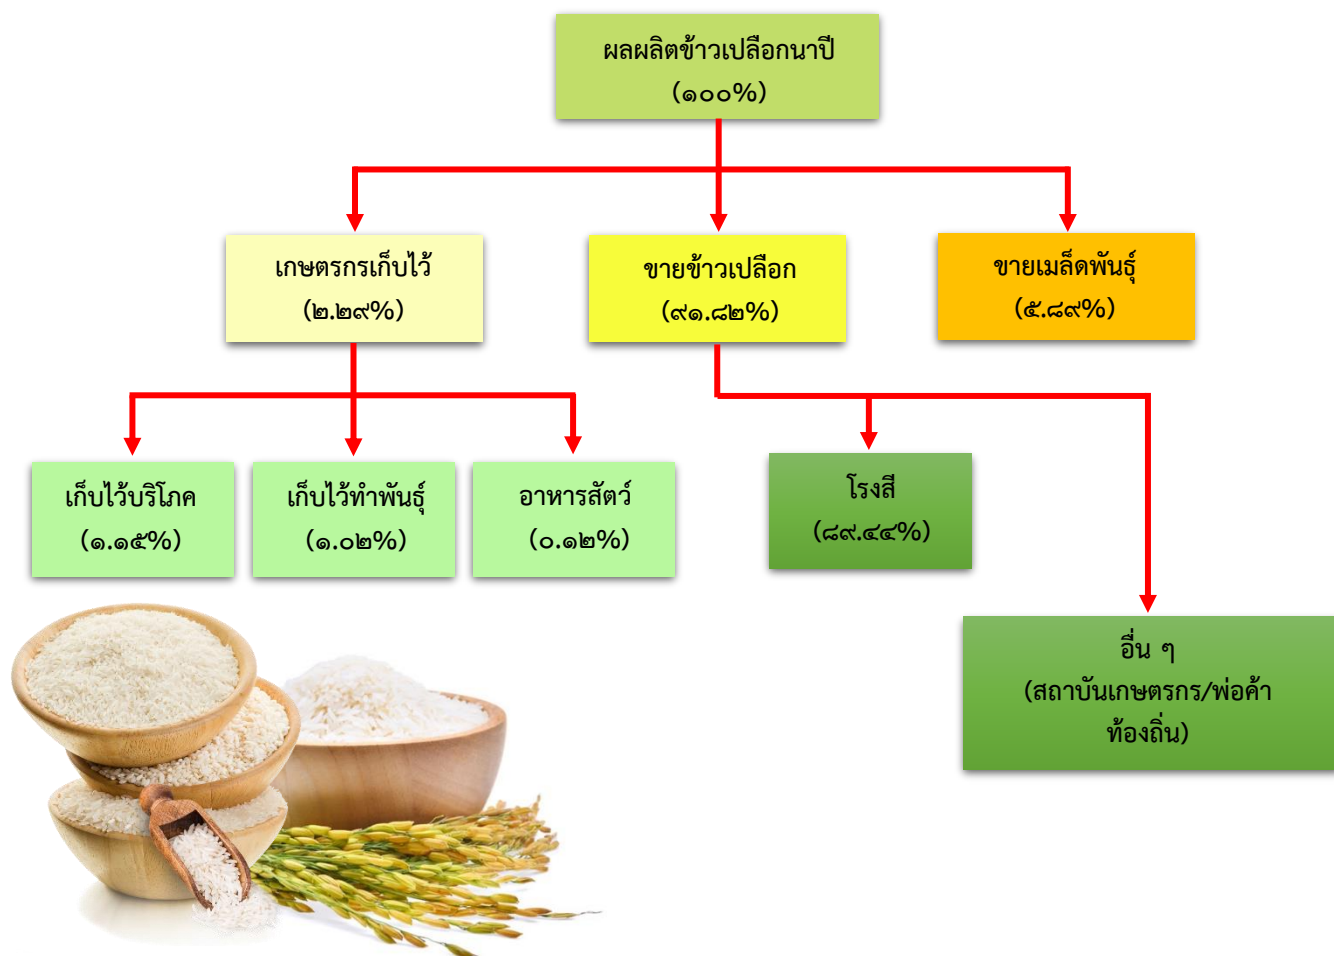 ผลผลิตข้าวเปลือกนาปี
(๑๐๐%)
เกษตรกรเก็บไว้
(๒.๒๙%)
ขายข้าวเปลือก
(๙๑.๘๒%)
ขายเมล็ดพันธุ์
(๕.๘๙%)
เก็บไว้บริโภค
(๑.๑๕%)
เก็บไว้ทำพันธุ์
(๑.๐๒%)
อาหารสัตว์
(๐.๑๒%)
โรงสี
(๘๙.๔๔%)
อื่น ๆ
(สถาบันเกษตรกร/พ่อค้า
ท้องถิ่น)